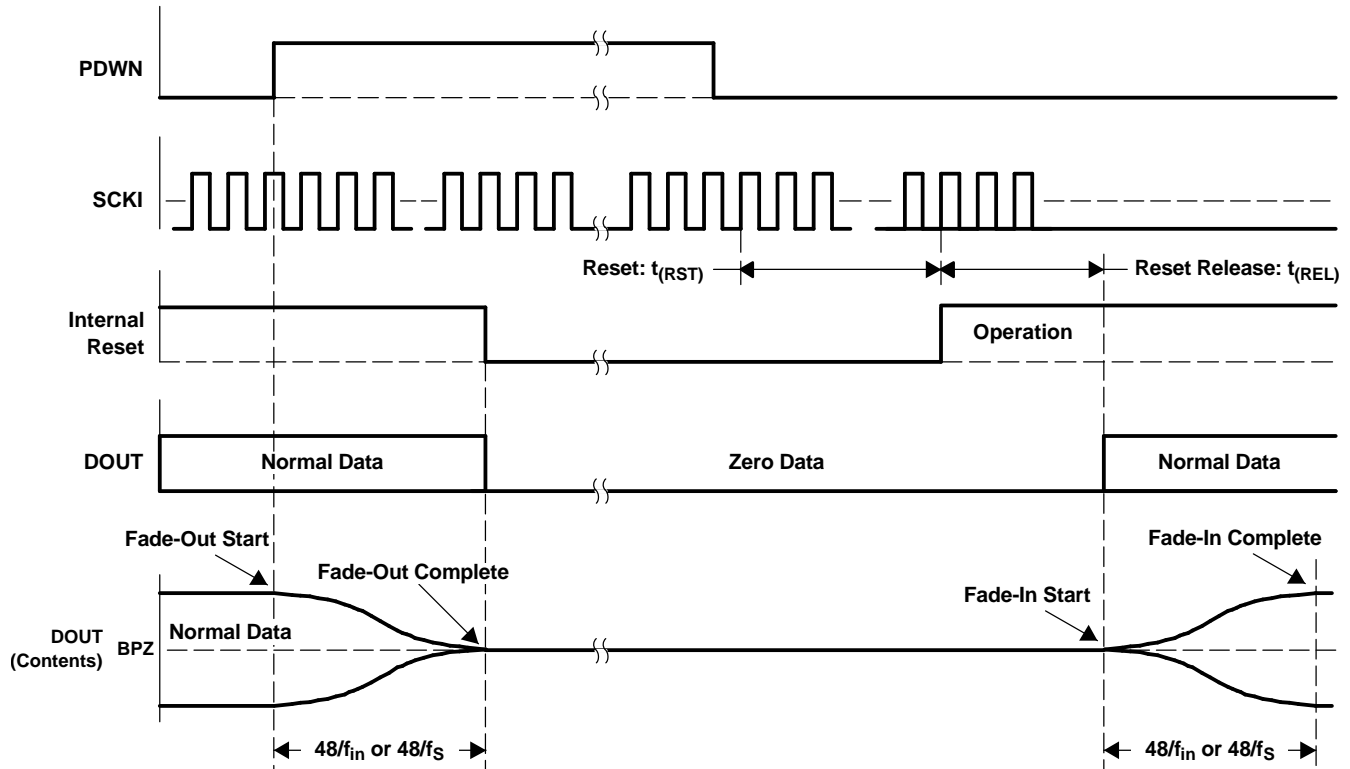 PDWN
SCKI
Reset: t(RST)
Reset Release: t(REL)
Internal
Reset
Operation
DOUT
Normal Data
Zero Data
Normal Data
Fade-Out Start
Fade-Out Complete
Fade-In Start
Fade-In Complete
Normal Data
DOUT
(Contents)
BPZ
48/fin or 48/fS
48/fin or 48/fS